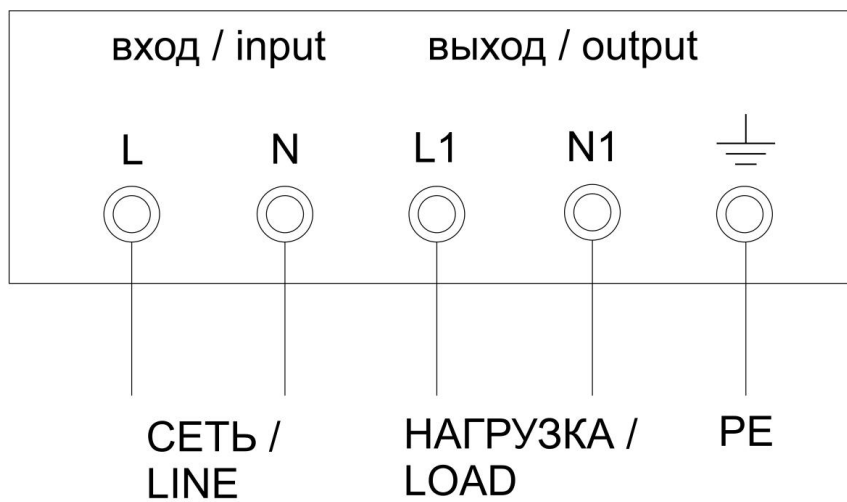 вход / input
выход / output
L
N
L1
N1
СЕТЬ /
LINE
НАГРУЗКА /
LOAD
PE